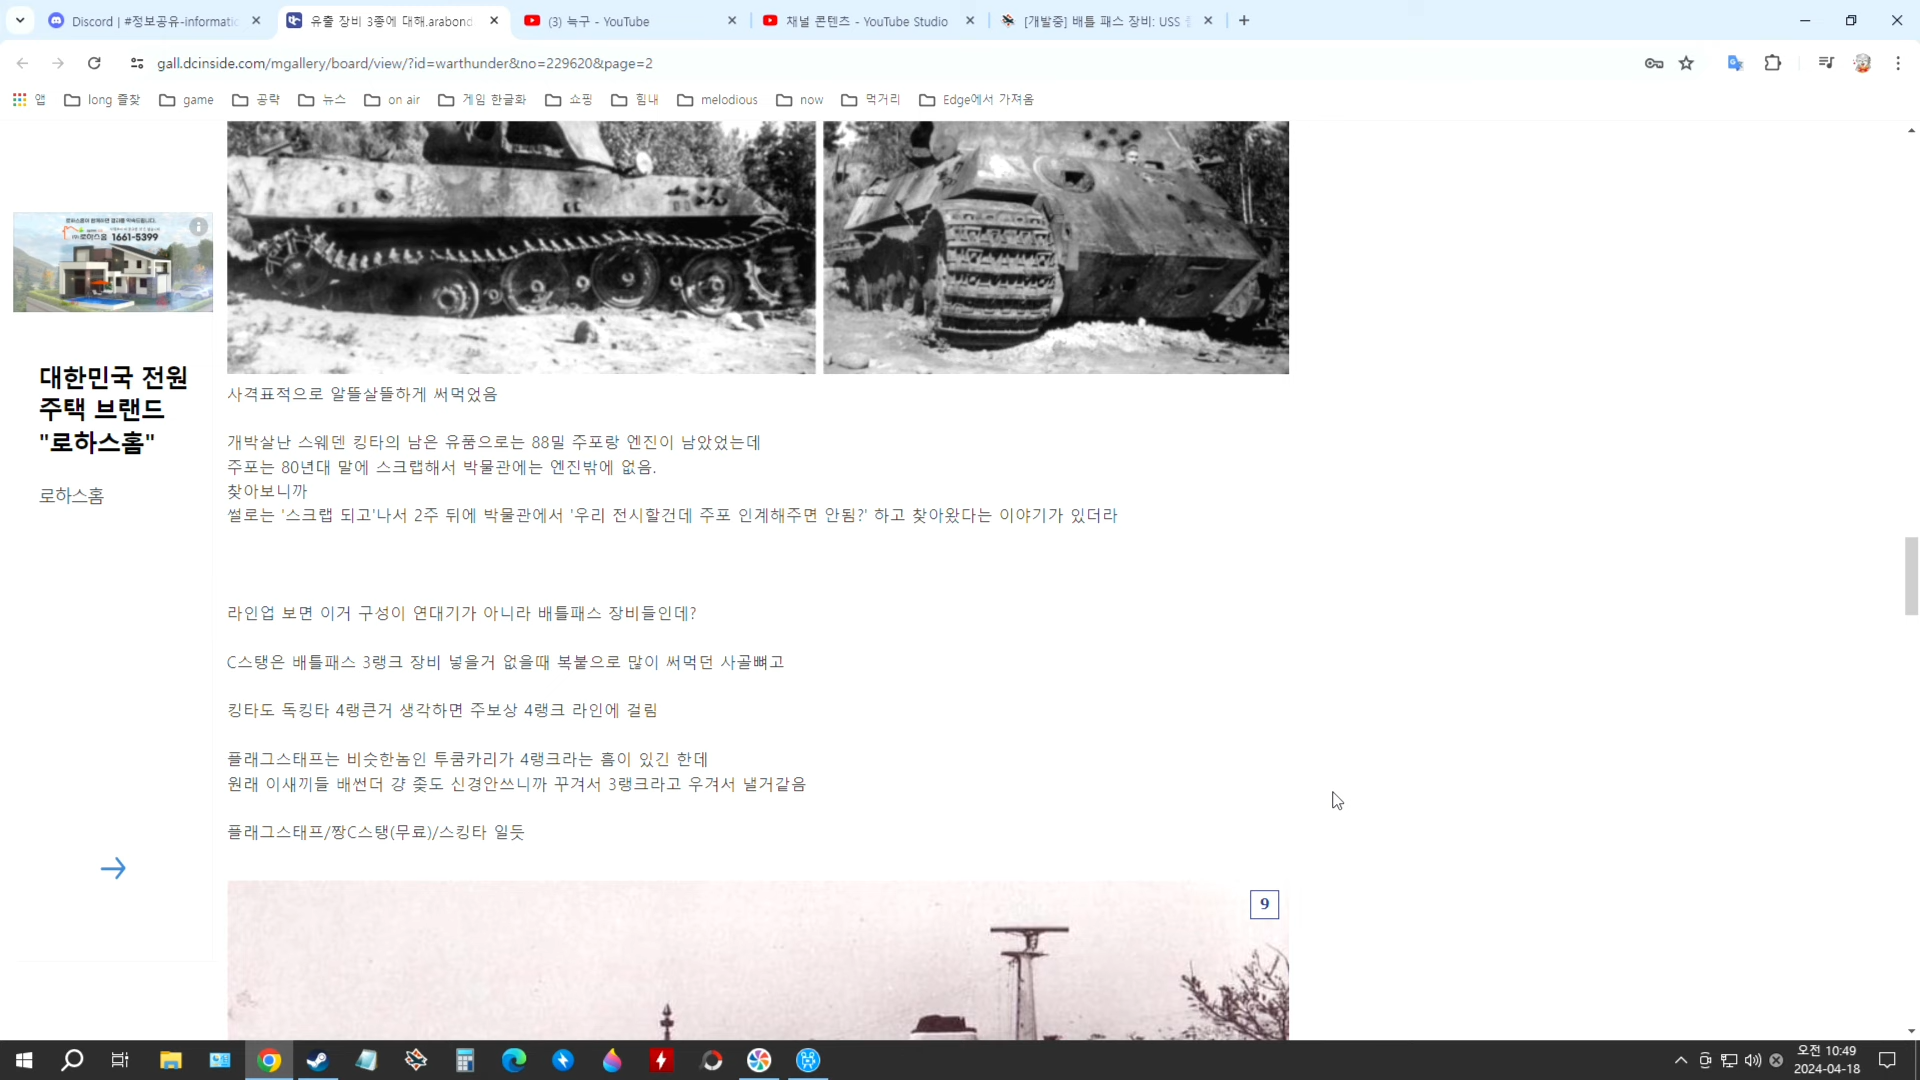 Discord | #정보공유-informatic
유출 장비 3종에 대해.arabond
(3) 늑구 - YouTube
채널 콘텐츠 - YouTube Studio
[개발중] 배틀 패스 장비: USS
gall.dcinside.com/mgallery/board/view/?id=warthunder&no=229620&page=2
앱
long 즐찾
game
공략
뉴스
on air
게임 한글화
쇼핑
힘내
melodious
now
먹거리
Edge에서 가져옴
1661-5399
대한민국 전원
주택 브랜드
"로하스홈"
로하스홈
사격표적으로 알뜰살뜰하게 써먹었음
개박살난 스웨덴 킹타의 남은 유품으로는 88밀 주포랑 엔진이 남았었는데
주포는 80년대 말에 스크랩해서 박물관에는 엔진밖에 없음.
찾아보니까
썰로는 '스크랩 되고'나서 2주 뒤에 박물관에서 '우리 전시할건데 주포 인계해주면 안됨?' 하고 찾아왔다는 이야기가 있더라
라인업 보면 이거 구성이 연대기가 아니라 배틀패스 장비들인데?
C스탱은 배틀패스 3랭크 장비 넣을거 없을때 복붙으로 많이 써먹던 사골뼈고
킹타도 독킹타 4랭큰거 생각하면 주보상 4랭크 라인에 걸림
플래그스태프는 비슷한놈인 투쿰카리가 4랭크라는 흠이 있긴 한데
원래 이새끼들 배썬더 걍 좆도 신경안쓰니까 꾸겨서 3랭크라고 우겨서 낼거같음
플래그스태프/짱C스탱(무료)/스킹타 일듯
9
오전 10:49
2024-04-18